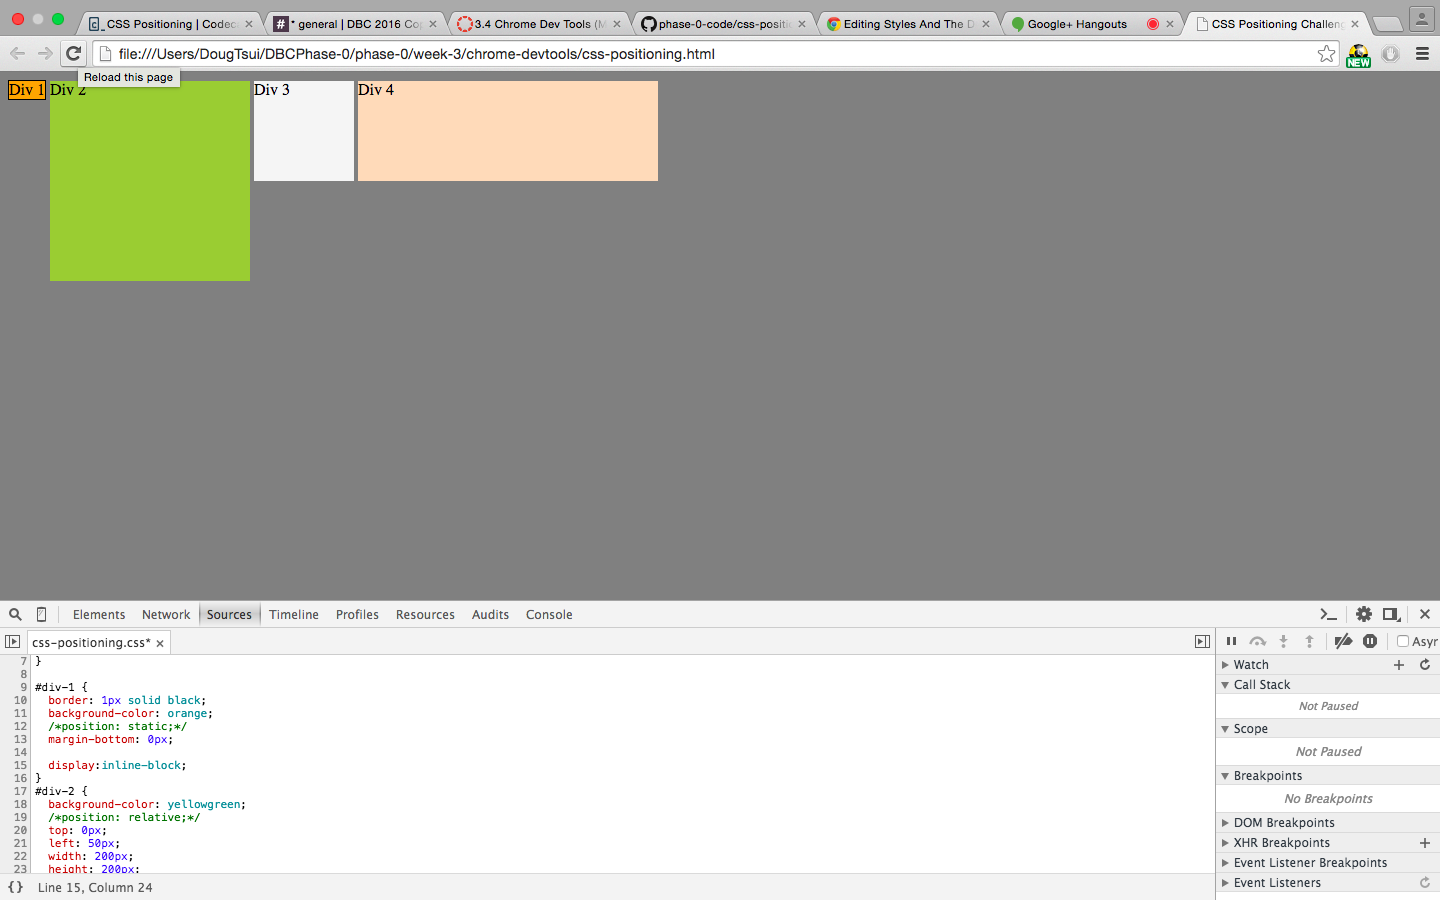 CSS Positioning | Codec
* general | DBC 2016 Cop
3.4 Chrome Dev Tools (M
phase-0-code/css-positi
Editing Styles And The D
Google+ Hangouts
CSS Positioning Challeng
file:///Users/DougTsui/DBCPhase-0/phase-0/week-3/chrome-devtools/css-positioning.html
NEW
Reload this page
Div 1
Div 2
Div 3
Div 4
Elements Network Sources Timeline Profiles Resources Audits Console
css-positioning.css*
Asyr
7 }
8
9 #div-1 {
10 border: 1px solid black;
11 background-color: orange;
12 /*position: static;*/
13 margin-bottom: 0px;
14
15 display:inline-block;
16 }
17 #div-2 {
18 background-color: yellowgreen;
19 /*position: relative;*/
20 top: 0px;
21 left: 50px;
22 width: 200px;
23 height: 200px;
{} Line 15, Column 24
Watch
Call Stack
Not Paused
Scope
Not Paused
Breakpoints
No Breakpoints
DOM Breakpoints
XHR Breakpoints
Event Listener Breakpoints
Event Listeners